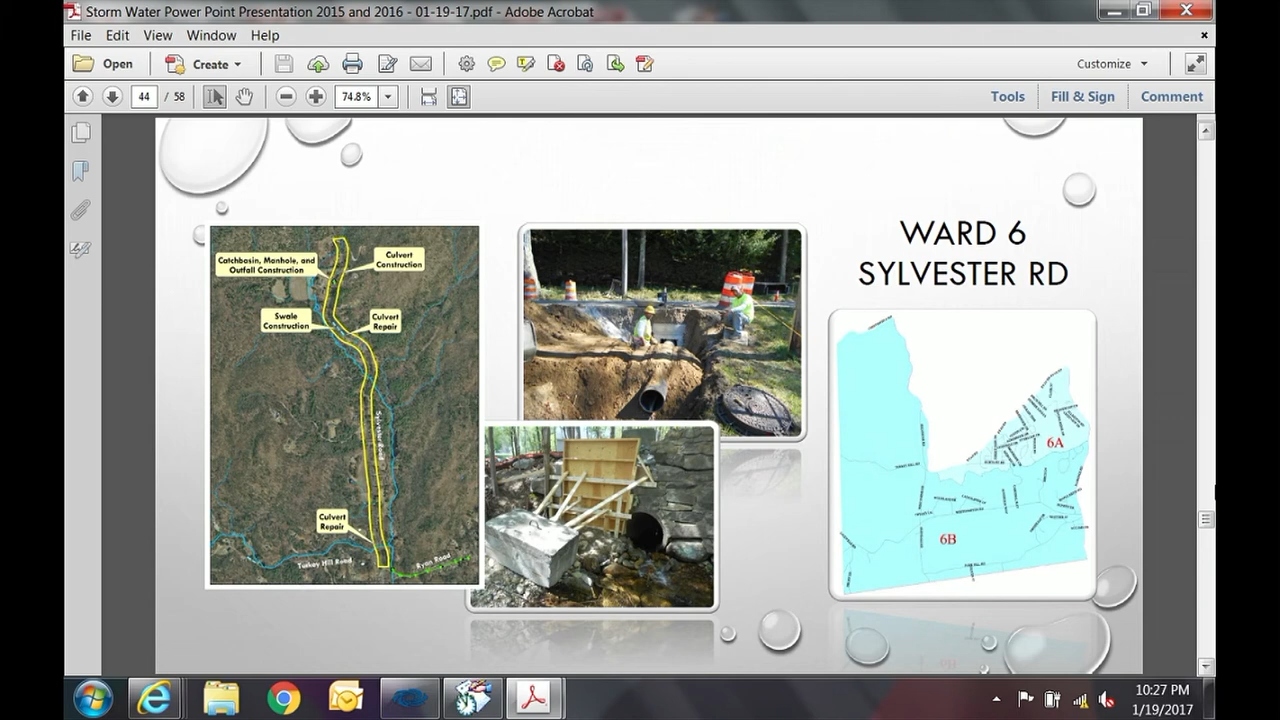 Storm Water Power Point Presentation 2015 and 2016 - 01-19-17.pdf - Adobe Acrobat
File Edit View Window Help
Open Create Customize
44 / 58 74.8% Tools Fill & Sign Comment
WARD 6
SYLVESTER RD
Catchbasin, Manhole, and
Outfall Construction
Culvert
Construction
Swale
Construction
Culvert
Repair
Sylvester Road
Culvert
Repair
Turkey Hill Road
Ryan Road
6A
6B
10:27 PM
1/19/2017